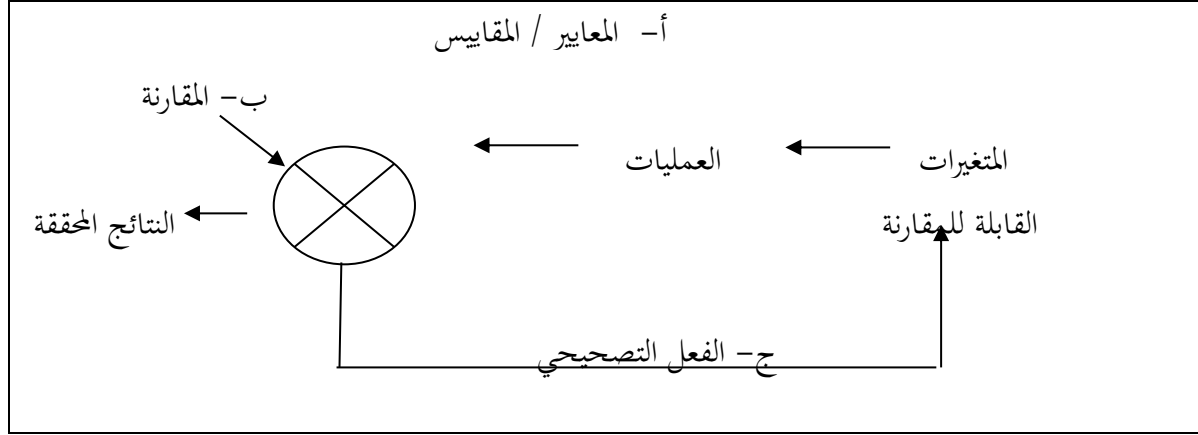 أ- المعايير / المقاييس
ب- المقارنة
المتغيرات
القابلة للمقارنة
العمليات
النتائج المحققة
ج- الفعل التصحيحي